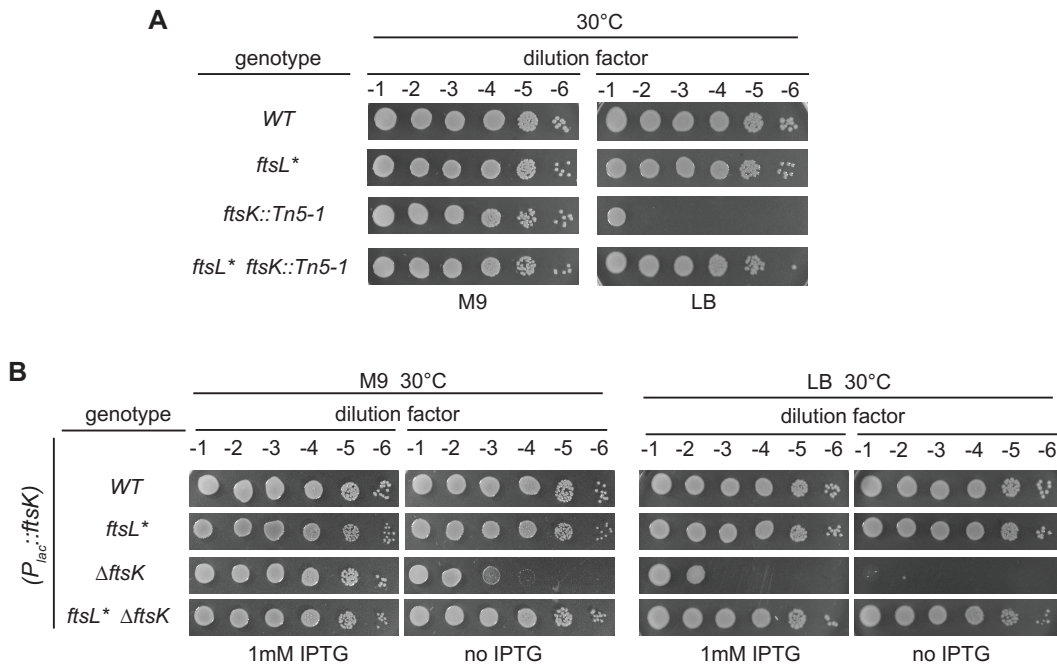 A
30°C
genotype
dilution factor
-1 -2 -3 -4 -5 -6 -1 -2 -3 -4 -5 -6
WT
ftsL*
ftsK::Tn5-1
ftsL* ftsK::Tn5-1
M9 LB
B
M9 30°C LB 30°C
genotype dilution factor dilution factor
-1 -2 -3 -4 -5 -6 -1 -2 -3 -4 -5 -6 -1 -2 -3 -4 -5 -6 -1 -2 -3 -4 -5 -6
(Plac::ftsK)
WT
ftsL*
ΔftsK
ftsL* ΔftsK
1mM IPTG no IPTG 1mM IPTG no IPTG